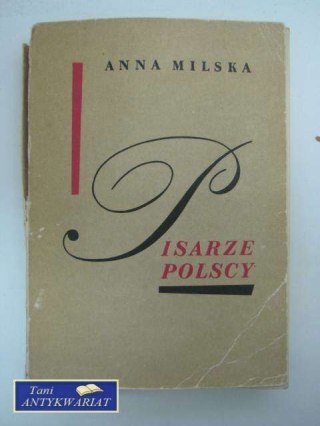 ANNA MILSKA
PISARZE
POLSCY
Tani
ANTYKWARIAT